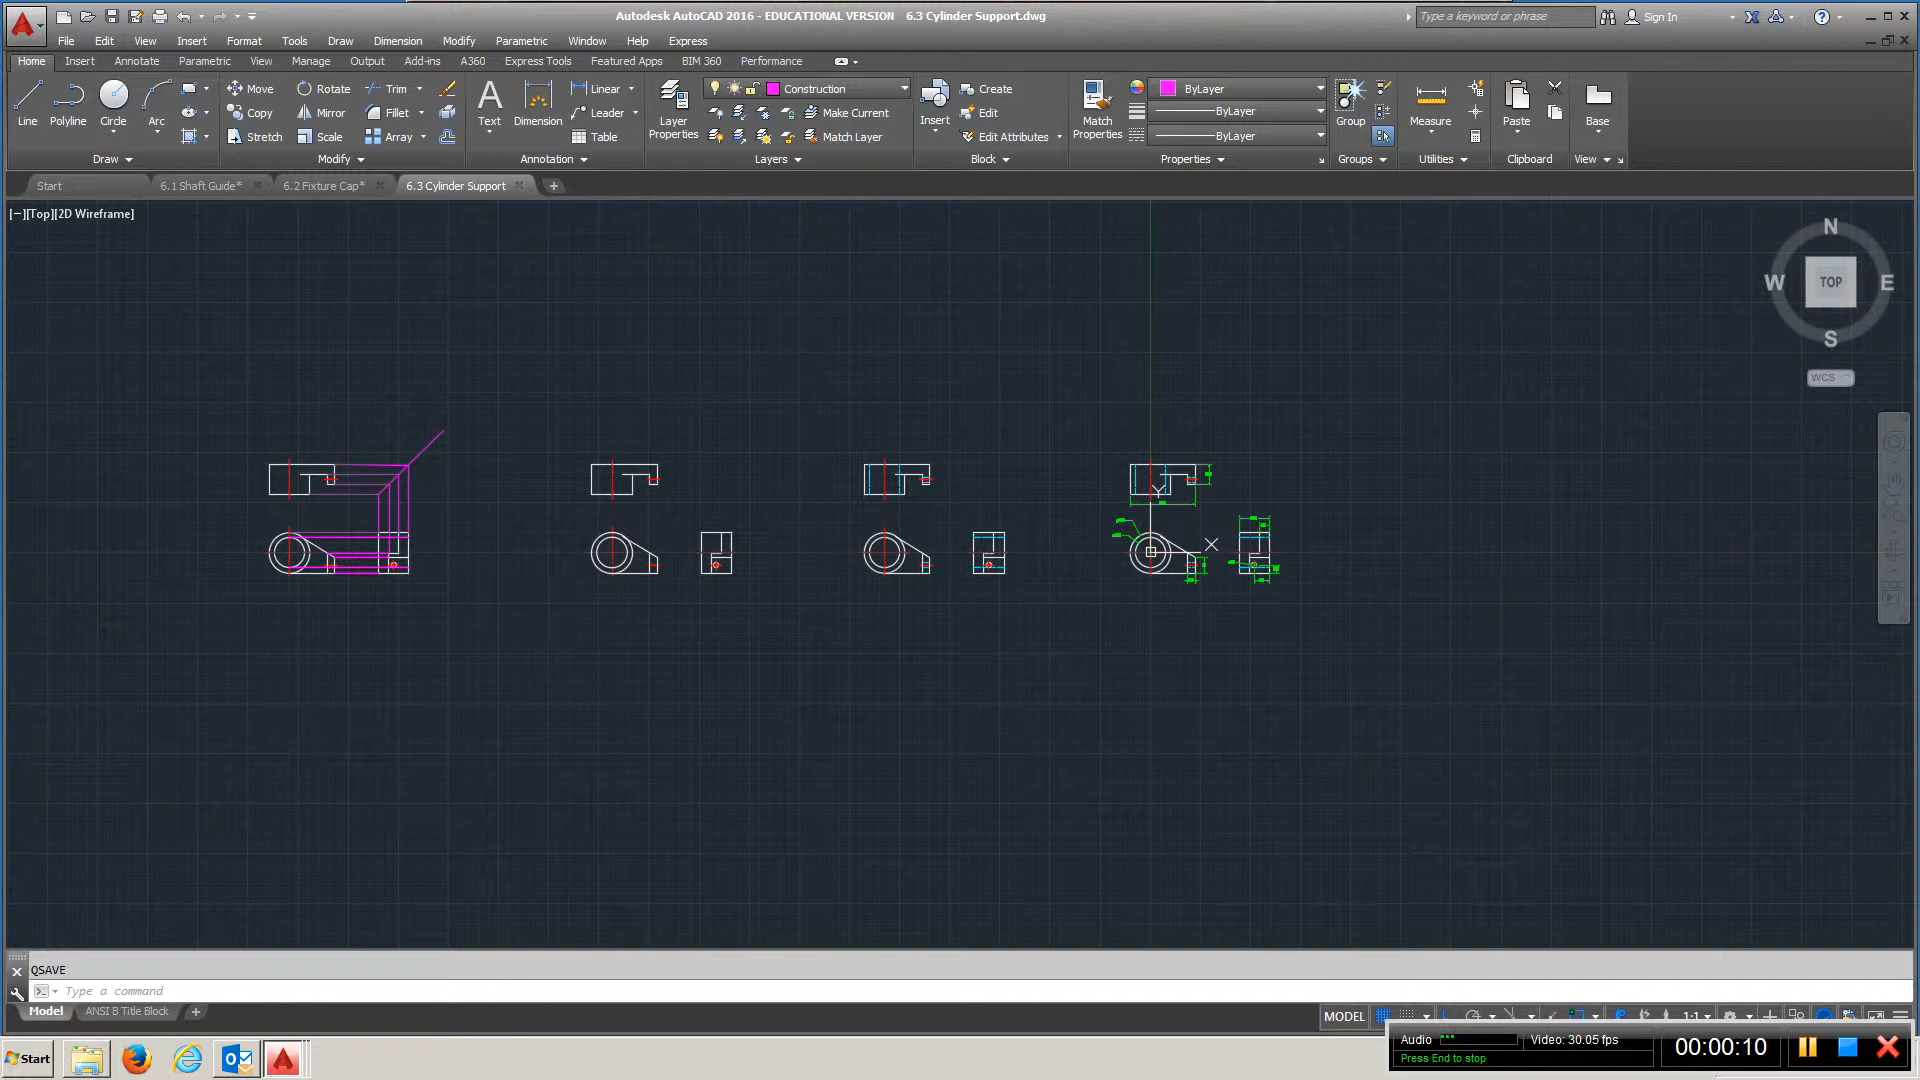 Autodesk AutoCAD 2016 - EDUCATIONAL VERSION 6.3 Cylinder Support.dwg
Type a keyword or phrase
Sign In
File Edit View Insert Format Tools Draw Dimension Modify Parametric Window Help Express
Home Insert Annotate Parametric View Manage Output Add-ins A360 Express Tools Featured Apps BIM 360 Performance
Line Polyline Circle Arc
Move Rotate Trim
Copy Mirror Fillet
Stretch Scale Array
Text Dimension
Linear
Leader
Table
Layer Properties
Construction
Make Current
Match Layer
Insert
Create
Edit
Edit Attributes
Match Properties
ByLayer
ByLayer
ByLayer
Group
Measure
Paste
Base
Draw Modify Annotation Layers Block Properties Groups Utilities Clipboard View
Start 6.1 Shaft Guide* 6.2 Fixture Cap* 6.3 Cylinder Support
[−][Top][2D Wireframe]
N
W TOP E
S
WCS
Y
X
QSAVE
Type a command
Model ANSI B Title Block
MODEL
1:1
Start
Audio Video: 30.05 fps
Press End to stop
00:00:10